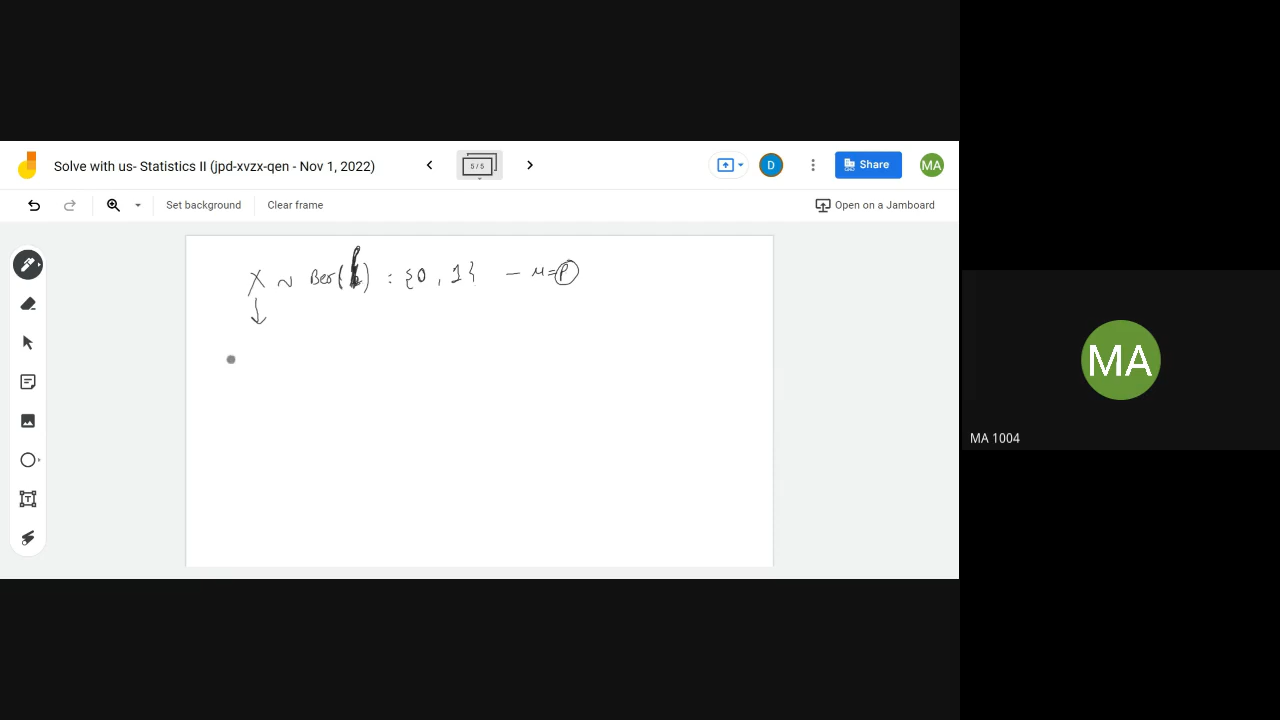 Solve with us- Statistics II (jpd-xvzx-qen - Nov 1, 2022)
5 / 5
D
Share
MA
Set background
Clear frame
Open on a Jamboard
X ~ Ber( ) : {0, 1} - μ=p
↓
MA
MA 1004